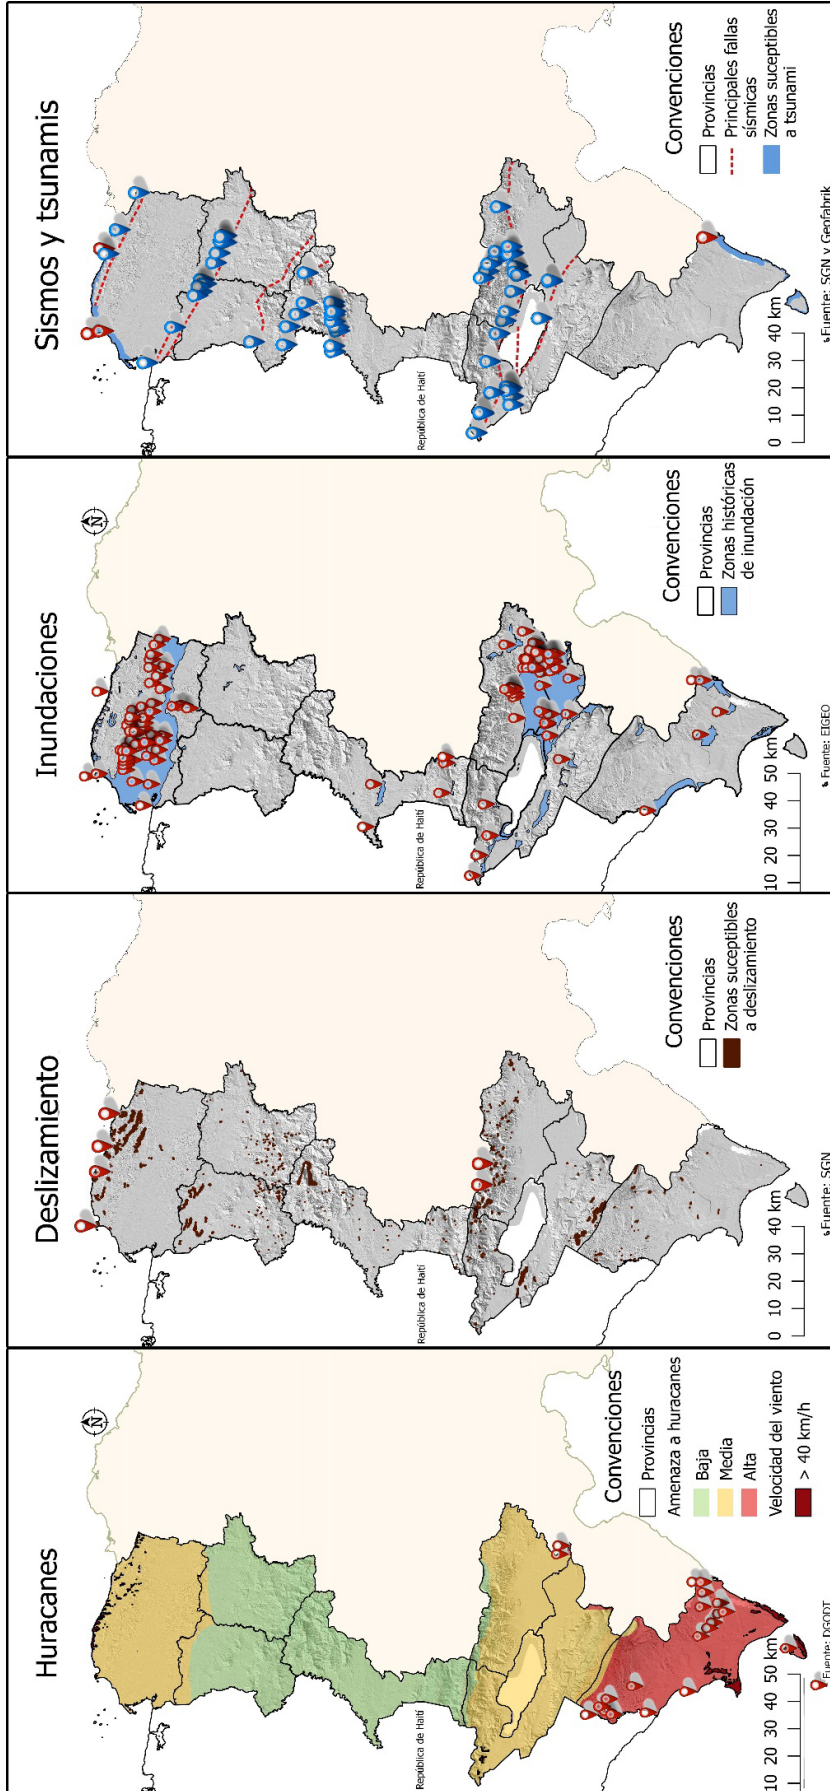 Sismos y tsunamis
República de Haití
Convenciones
Provincias
Principales fallas
sísmicas
Zonas suceptibles
a tsunami
0 10 20 30 40 km
Fuente: SGN y Geofabrik
Inundaciones
N
República de Haití
Convenciones
Provincias
Zonas históricas
de inundación
10 20 30 40 50 km
Fuente: EIGEO
Deslizamiento
República de Haití
Convenciones
Provincias
Zonas suceptibles
a deslizamiento
0 10 20 30 40 km
Fuente: SGN
Huracanes
N
República de Haití
Convenciones
Provincias
Amenaza a huracanes
Baja
Media
Alta
Velocidad del viento
> 40 km/h
10 20 30 40 50 km
Fuente: DGODT